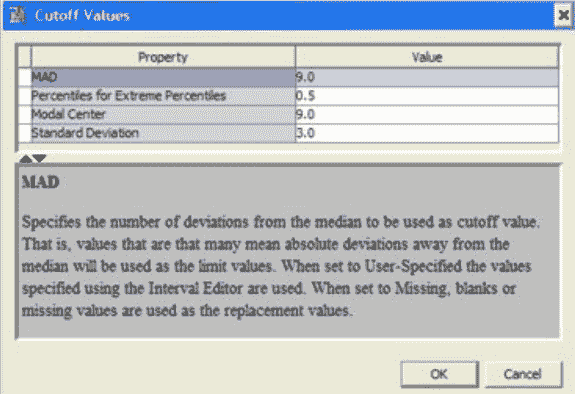 Cutoff Values
Property Value
MAD 9.0
Percentiles for Extreme Percentiles 0.5
Modal Center 9.0
Standard Deviation 3.0
MAD
Specifies the number of deviations from the median to be used as cutoff value.
That is, values that are that many mean absolute deviations away from the
median will be used as the limit values. When set to User-Specified the values
specified using the Interval Editor are used. When set to Missing, blanks or
missing values are used as the replacement values.
OK Cancel